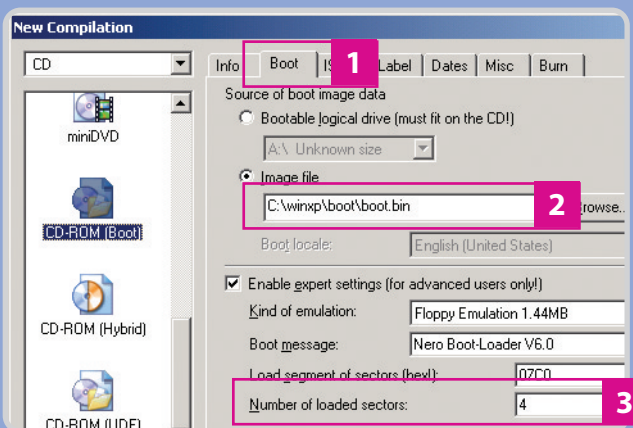 New Compilation
CD
miniDVD
CD-ROM (Boot)
CD-ROM (Hybrid)
CD-ROM (UDF)
Info Boot 1 Label Dates Misc Burn
Source of boot image data
Bootable logical drive (must fit on the CD!)
A:\ Unknown size
Image file
C:\winxp\boot\boot.bin 2
Boot locale: English (United States)
Enable expert settings (for advanced users only!)
Kind of emulation: Floppy Emulation 1.44MB
Boot message: Nero Boot-Loader V6.0
Load segment of sectors (hex!): 07C0
Number of loaded sectors: 4 3